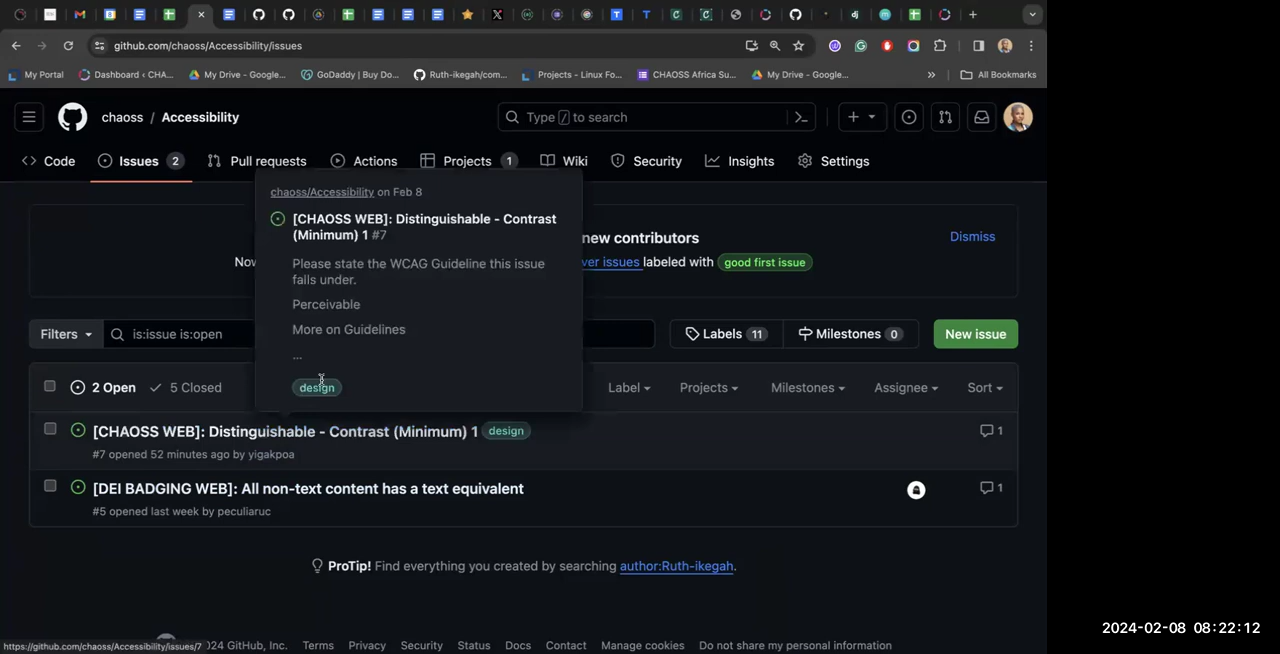 github.com/chaoss/Accessibility/issues
My Portal
Dashboard ‹ CHA...
My Drive - Google...
GoDaddy | Buy Do...
Ruth-ikegah/com...
Projects - Linux Fo...
CHAOSS Africa Su...
My Drive - Google...
»
All Bookmarks
chaoss / Accessibility
Type / to search
Code
Issues 2
Pull requests
Actions
Projects 1
Wiki
Security
Insights
Settings
chaoss/Accessibility on Feb 8
[CHAOSS WEB]: Distinguishable - Contrast
(Minimum) 1 #7
Please state the WCAG Guideline this issue
falls under.
Perceivable
More on Guidelines
...
design
new contributors
Dismiss
Now
ver issues labeled with good first issue
Filters
is:issue is:open
Labels 11
Milestones 0
New issue
2 Open
5 Closed
Label
Projects
Milestones
Assignee
Sort
[CHAOSS WEB]: Distinguishable - Contrast (Minimum) 1 design
1
#7 opened 52 minutes ago by yigakpoa
[DEI BADGING WEB]: All non-text content has a text equivalent
1
#5 opened last week by peculiaruc
ProTip! Find everything you created by searching author:Ruth-ikegah.
https://github.com/chaoss/Accessibility/issues/7
024 GitHub, Inc.
Terms
Privacy
Security
Status
Docs
Contact
Manage cookies
Do not share my personal information
2024-02-08 08:22:12